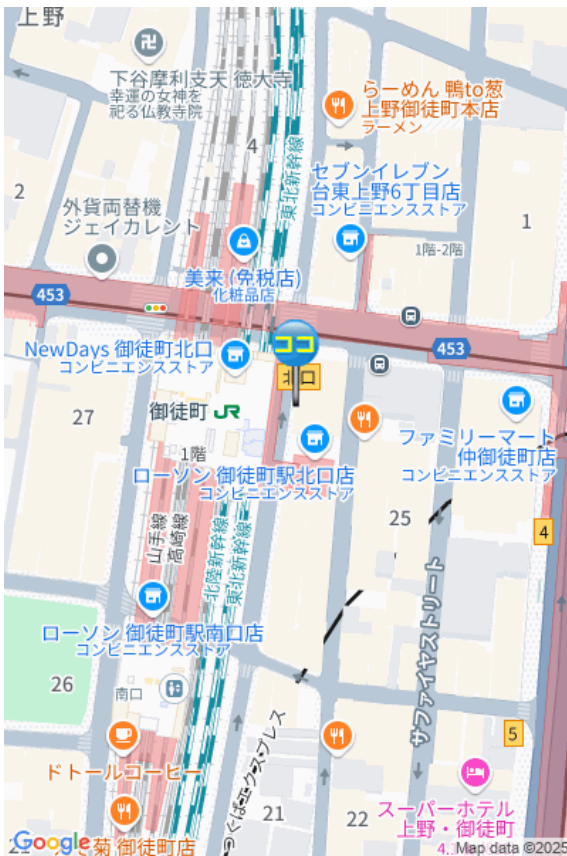 上野
下谷摩利支天 徳大寺
幸運の女神を
祀る仏教寺院
らーめん 鴨to葱
上野御徒町本店
ラーメン
4
東北新幹線
セブンイレブン
台東上野6丁目店
コンビニエンスストア
2
外貨両替機
ジェイカレント
1
1階-2階
美来 (免税店)
化粧品店
453
ココ
453
NewDays 御徒町北口
コンビニエンスストア
北口
御徒町 JR
27
1階
ファミリーマート
仲御徒町店
コンビニエンスストア
ローソン 御徒町駅北口店
コンビニエンスストア
25
4
山手線
高崎線
北陸新幹線
東北新幹線
サファイヤストリート
ローソン 御徒町駅南口店
コンビニエンスストア
26
南口
つくばエクスプレス
5
ドトールコーヒー
スーパーホテル
上野・御徒町
21
22
菊 御徒町店
Google
Map data ©2025